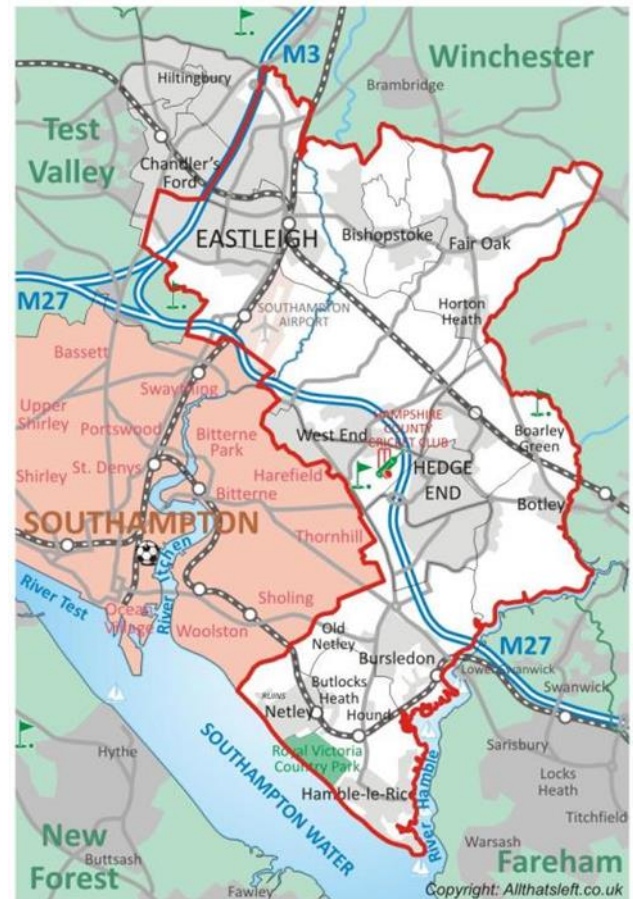 M3
Winchester
Hiltingbury
Brambridge
Test
Valley
Chandler's
Ford
EASTLEIGH
Bishopstoke
Fair Oak
M27
SOUTHAMPTON
AIRPORT
Horton
Heath
Bassett
Swaythling
Upper
Shirley
Portswood
Bitterne
Park
West End
HAMPSHIRE
COUNTY
CRICKET CLUB
Boarley
Green
Shirley
St. Denys
Harefield
HEDGE
END
Bitterne
Botley
SOUTHAMPTON
Thornhill
River Itchen
River Test
Ocean
Village
Woolston
Sholing
Old
Netley
Bursledon
M27
Lower Swanwick
Swanwick
Butlocks
Heath
RUINS
Netley
Hound
Sarisbury
Hythe
SOUTHAMPTON WATER
Royal Victoria
Country Park
River Hamble
Locks
Heath
Hamble-le-Rice
Titchfield
New
Forest
Buttsash
Warsash
Fareham
Fawley
Copyright: Allthatsleft.co.uk